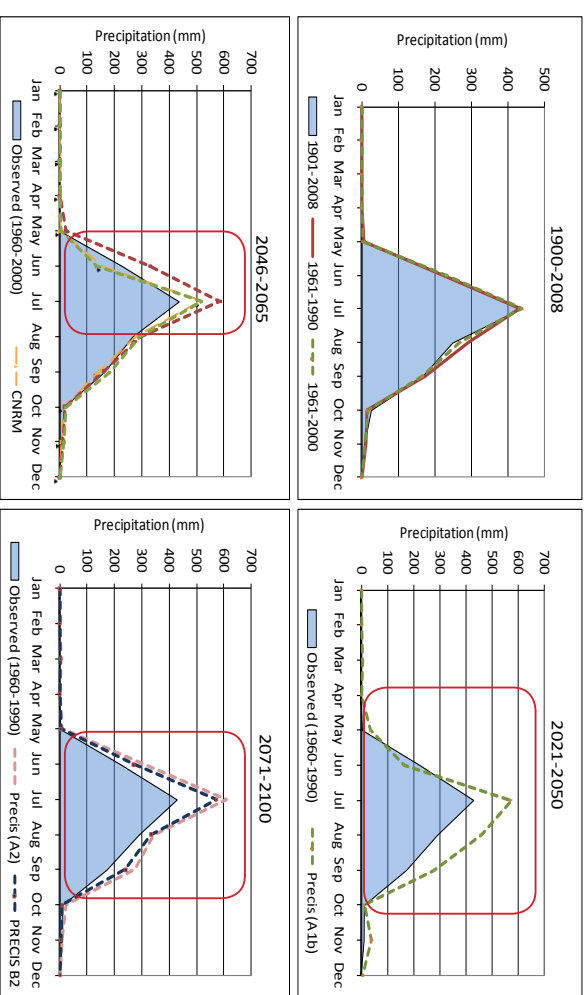 1900-2008
Precipitation (mm)
500
400
300
200
100
0
Jan Feb Mar Apr May Jun Jul Aug Sep Oct Nov Dec
1901-2008 1961-1990 1961-2000
2021-2050
Precipitation (mm)
700
600
500
400
300
200
100
0
Jan Feb Mar Apr May Jun Jul Aug Sep Oct Nov Dec
Observed (1960-1990) Precis (A1b)
2046-2065
Precipitation (mm)
700
600
500
400
300
200
100
0
Jan Feb Mar Apr May Jun Jul Aug Sep Oct Nov Dec
Observed (1960-2000) CNRM
2071-2100
Precipitation (mm)
700
600
500
400
300
200
100
0
Jan Feb Mar Apr May Jun Jul Aug Sep Oct Nov Dec
Observed (1960-1990) Precis (A2) PRECIS B2